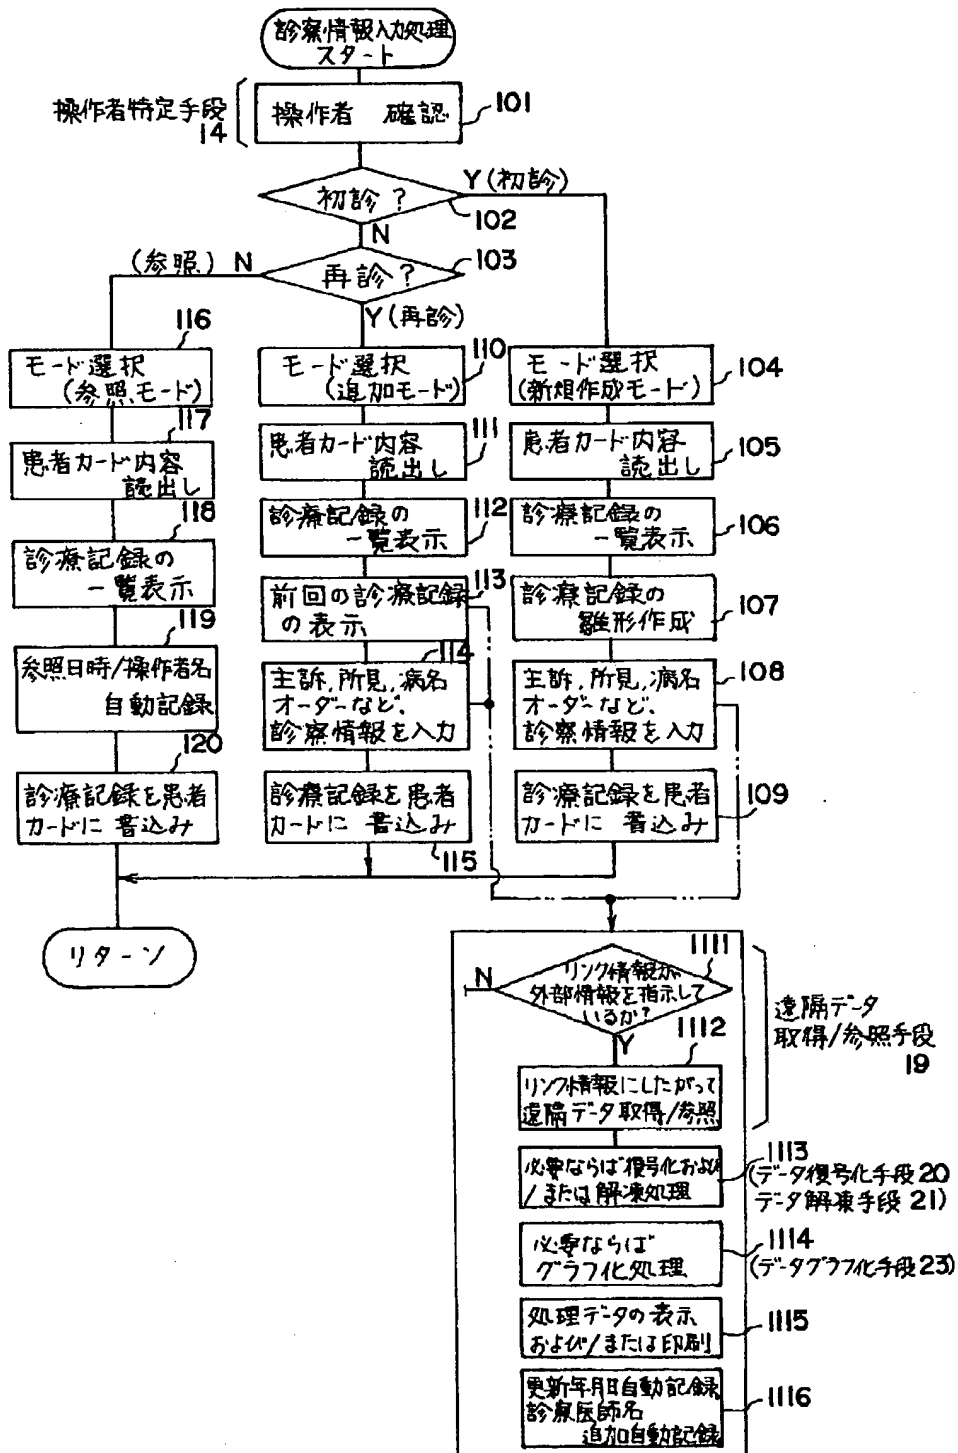 診察情報入力処理
スタート
操作者特定手段
14
操作者 確認
101
初診?
Y(初診)
102
N
再診?
103
(参照) N
Y(再診)
116
モード選択
(参照モード)
117
患者カード内容
読出し
118
診療記録の
一覧表示
119
参照日時/操作者名
自動記録
120
診療記録を患者
カードに書込み
110
モード選択
(追加モード)
111
患者カード内容
読出し
112
診療記録の
一覧表示
113
前回の診療記録
の表示
114
主訴,所見,病名
オーダーなど、
診察情報を入力
診療記録を患者
カードに書込み
115
モード選択
(新規作成モード)
104
患者カード内容
読出し
105
診療記録の
一覧表示
106
診療記録の
雛形作成
107
主訴,所見,病名
オーダーなど、
診察情報を入力
108
診療記録を患者
カードに書込み
109
リターン
1111
N
リンク情報が
外部情報を指示して
いるか?
Y
1112
リンク情報にしたがって
遠隔データ取得/参照
遠隔データ
取得/参照手段
19
必要ならば復号化および
/または解凍処理
1113
(データ復号化手段20
データ解凍手段21)
必要ならば
グラフ化処理
1114
(データグラフ化手段23)
処理データの表示
および/または印刷
1115
更新年月日自動記録
診察医師名
追加自動記録
1116